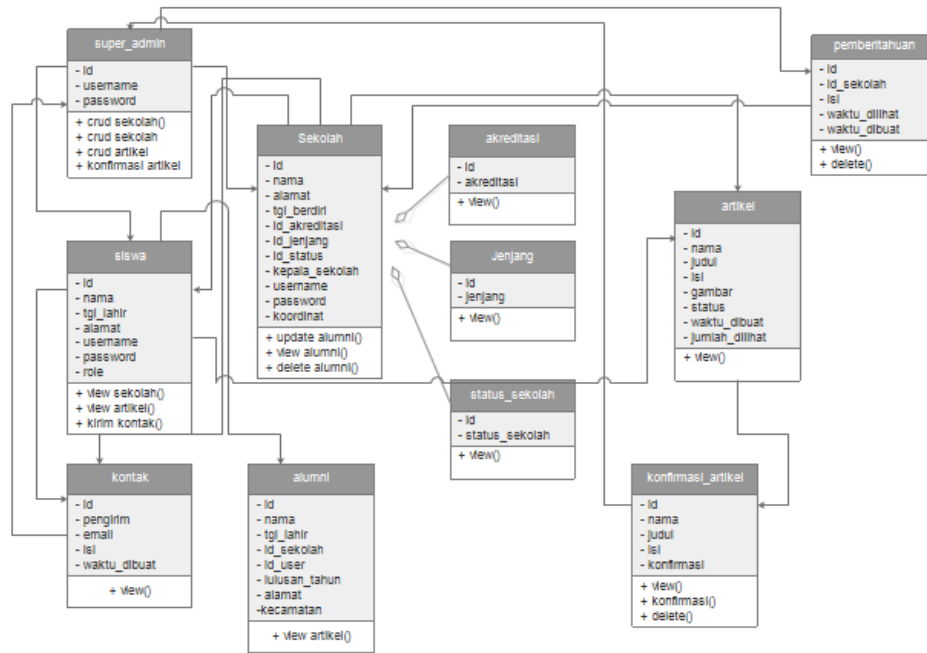 super_admin
- id
- username
- password
+ crud sekolah()
+ crud sekolah
+ crud artikel
+ konfirmasi artikel
pemberitahuan
- id
- id_sekolah
- isi
- waktu_dilihat
- waktu_dibuat
+ view()
+ delete()
Sekolah
- id
- nama
- alamat
- tgl_berdiri
- id_akreditasi
- id_jenjang
- id_status
- kepala_sekolah
- username
- password
- koordinat
+ update alumni()
+ view alumni()
+ delete alumni()
akreditasi
- id
- akreditasi
+ view()
artikel
- id
- nama
- judul
- isi
- gambar
- status
- waktu_dibuat
- jumlah_dilihat
+ view()
siswa
- id
- nama
- tgl_lahir
- alamat
- username
- password
- role
+ view sekolah()
+ view artikel()
+ kirim kontak()
Jenjang
- id
- jenjang
+ view()
status_sekolah
- id
- status_sekolah
+ view()
kontak
- id
- pengirim
- email
- isi
- waktu_dibuat
+ view()
alumni
- id
- nama
- tgl_lahir
- id_sekolah
- id_user
- lulusan_tahun
- alamat
-kecamatan
+ view artikel()
konfirmasi_artikel
- id
- nama
- judul
- isi
- konfirmasi
+ view()
+ konfirmasi()
+ delete()